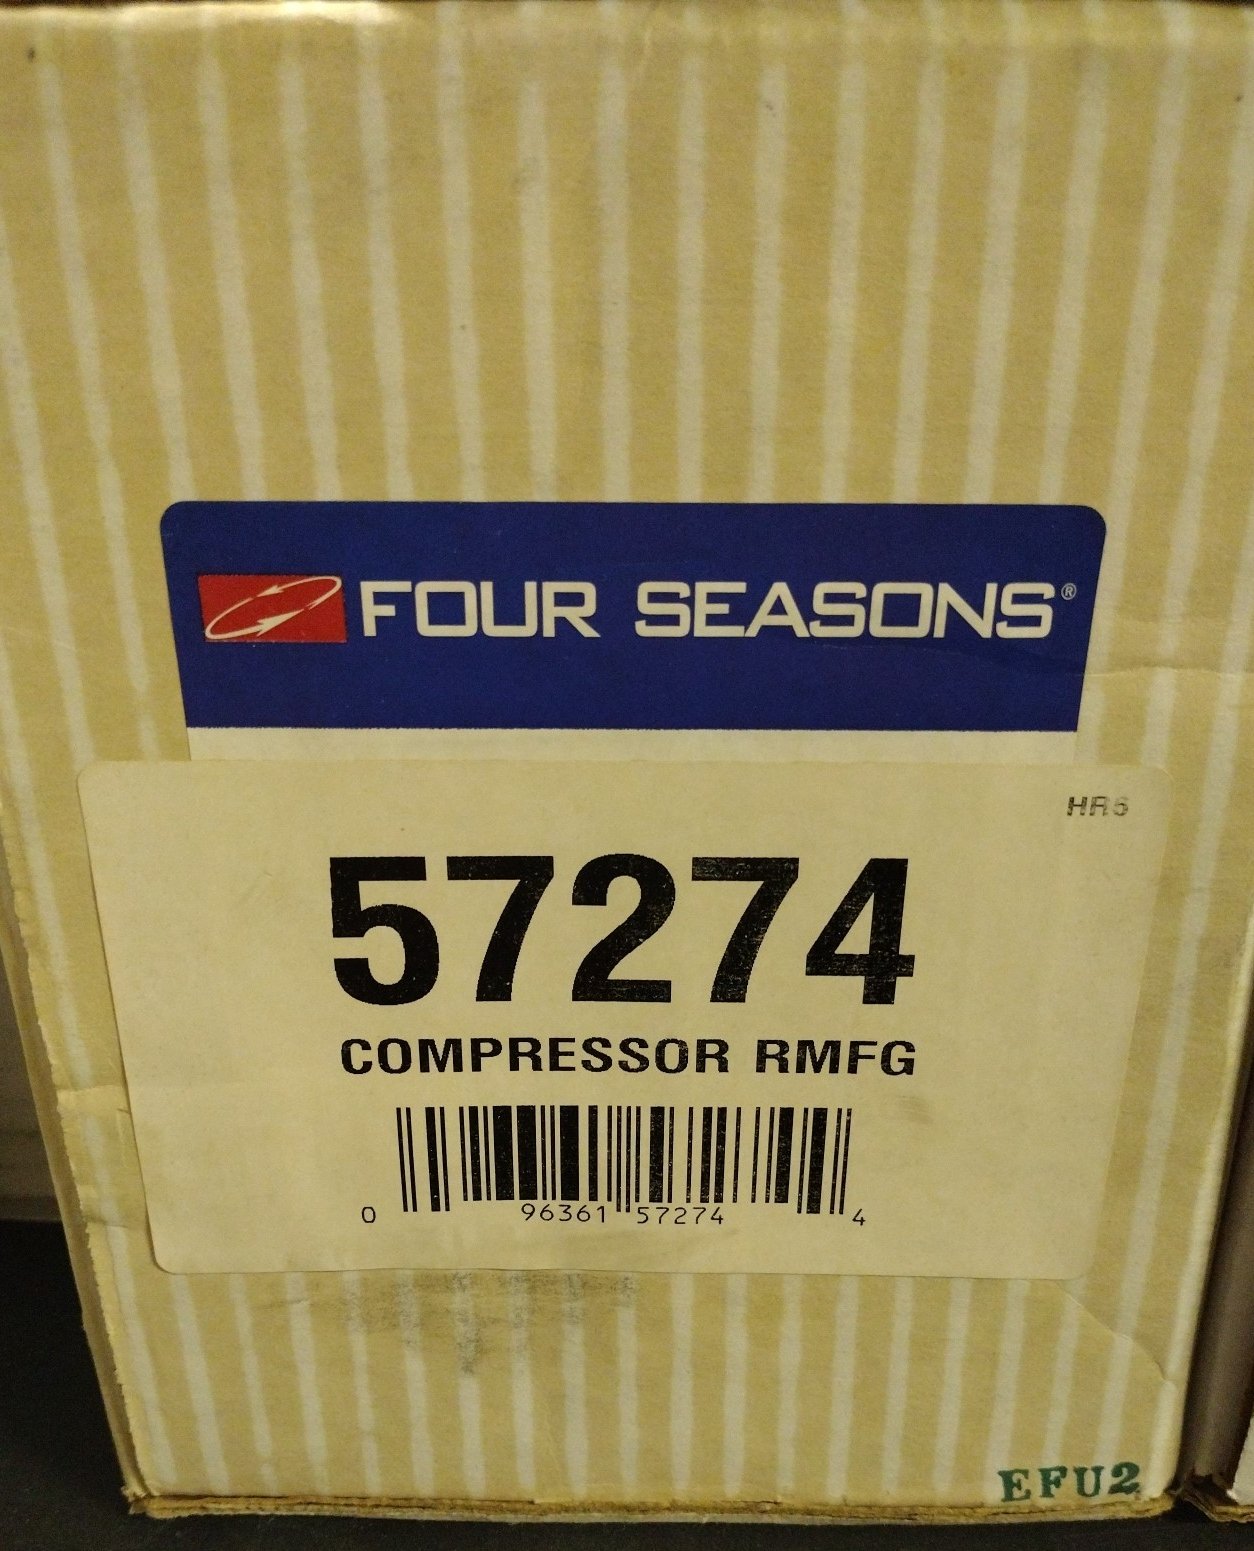 FOUR SEASONS®
HR6
57274
COMPRESSOR RMFG
0 96361 57274 4
EFU2